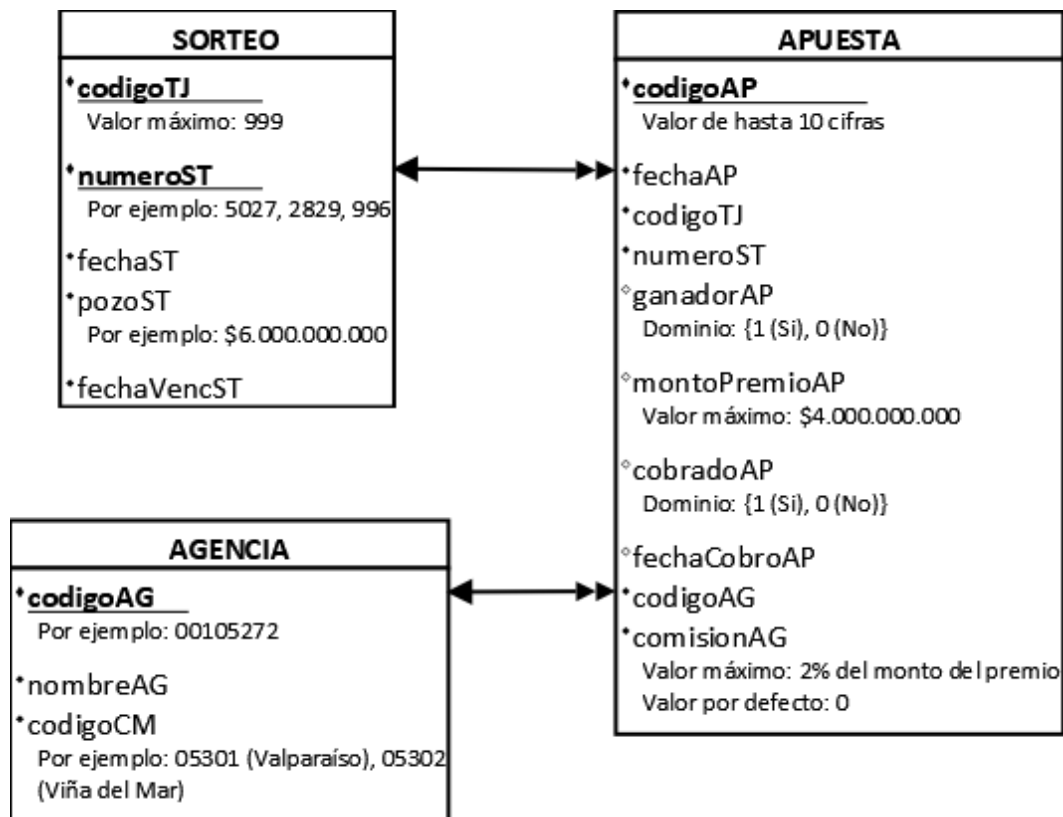 SORTEO
codigoTJ
Valor máximo: 999
numeroST
Por ejemplo: 5027, 2829, 996
fechaST
pozoST
Por ejemplo: $6.000.000.000
fechaVencST
APUESTA
codigoAP
Valor de hasta 10 cifras
fechaAP
codigoTJ
numeroST
ganadorAP
Dominio: {1 (Si), 0 (No)}
montoPremioAP
Valor máximo: $4.000.000.000
cobradoAP
Dominio: {1 (Si), 0 (No)}
fechaCobroAP
codigoAG
comisionAG
Valor máximo: 2% del monto del premio
Valor por defecto: 0
AGENCIA
codigoAG
Por ejemplo: 00105272
nombreAG
codigoCM
Por ejemplo: 05301 (Valparaíso), 05302
(Viña del Mar)